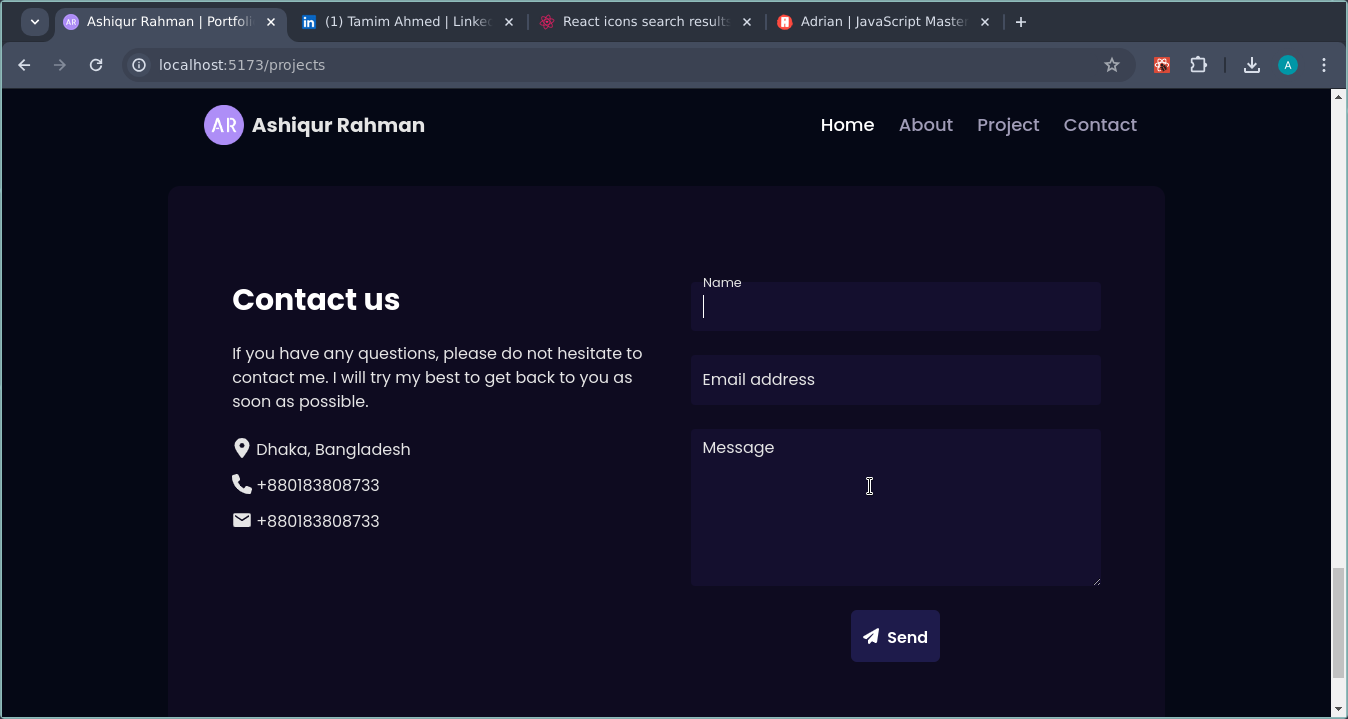 Ashiqur Rahman | Portfoli
(1) Tamim Ahmed | Linke
React icons search results
Adrian | JavaScript Master
localhost:5173/projects
A
AR Ashiqur Rahman
Home About Project Contact
Contact us
If you have any questions, please do not hesitate to
contact me. I will try my best to get back to you as
soon as possible.
Dhaka, Bangladesh
+880183808733
+880183808733
Name
Email address
Message
Send